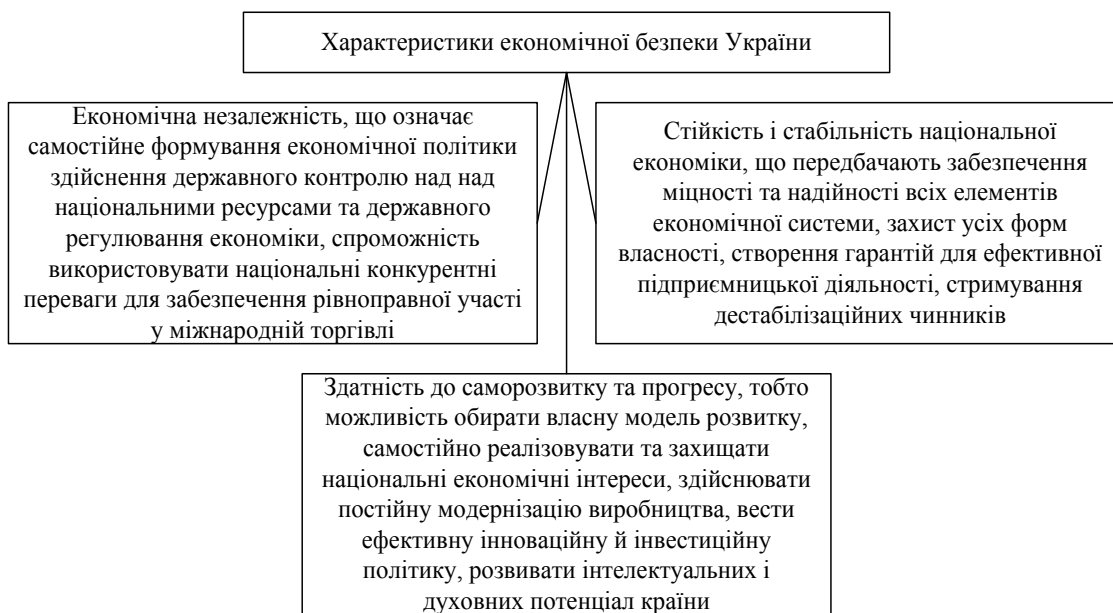 Характеристики економічної безпеки України
Економічна незалежність, що означає
самостійне формування економічної політики
здійснення державного контролю над над
національними ресурсами та державного
регулювання економіки, спроможність
використовувати національні конкурентні
переваги для забезпечення рівноправної участі
у міжнародній торгівлі
Стійкість і стабільність національної
економіки, що передбачають забезпечення
міцності та надійності всіх елементів
економічної системи, захист усіх форм
власності, створення гарантій для ефективної
підприємницької діяльності, стримування
дестабілізаційних чинників
Здатність до саморозвитку та прогресу, тобто
можливість обирати власну модель розвитку,
самостійно реалізовувати та захищати
національні економічні інтереси, здійснювати
постійну модернізацію виробництва, вести
ефективну інноваційну й інвестиційну
політику, розвивати інтелектуальних і
духовних потенціал країни